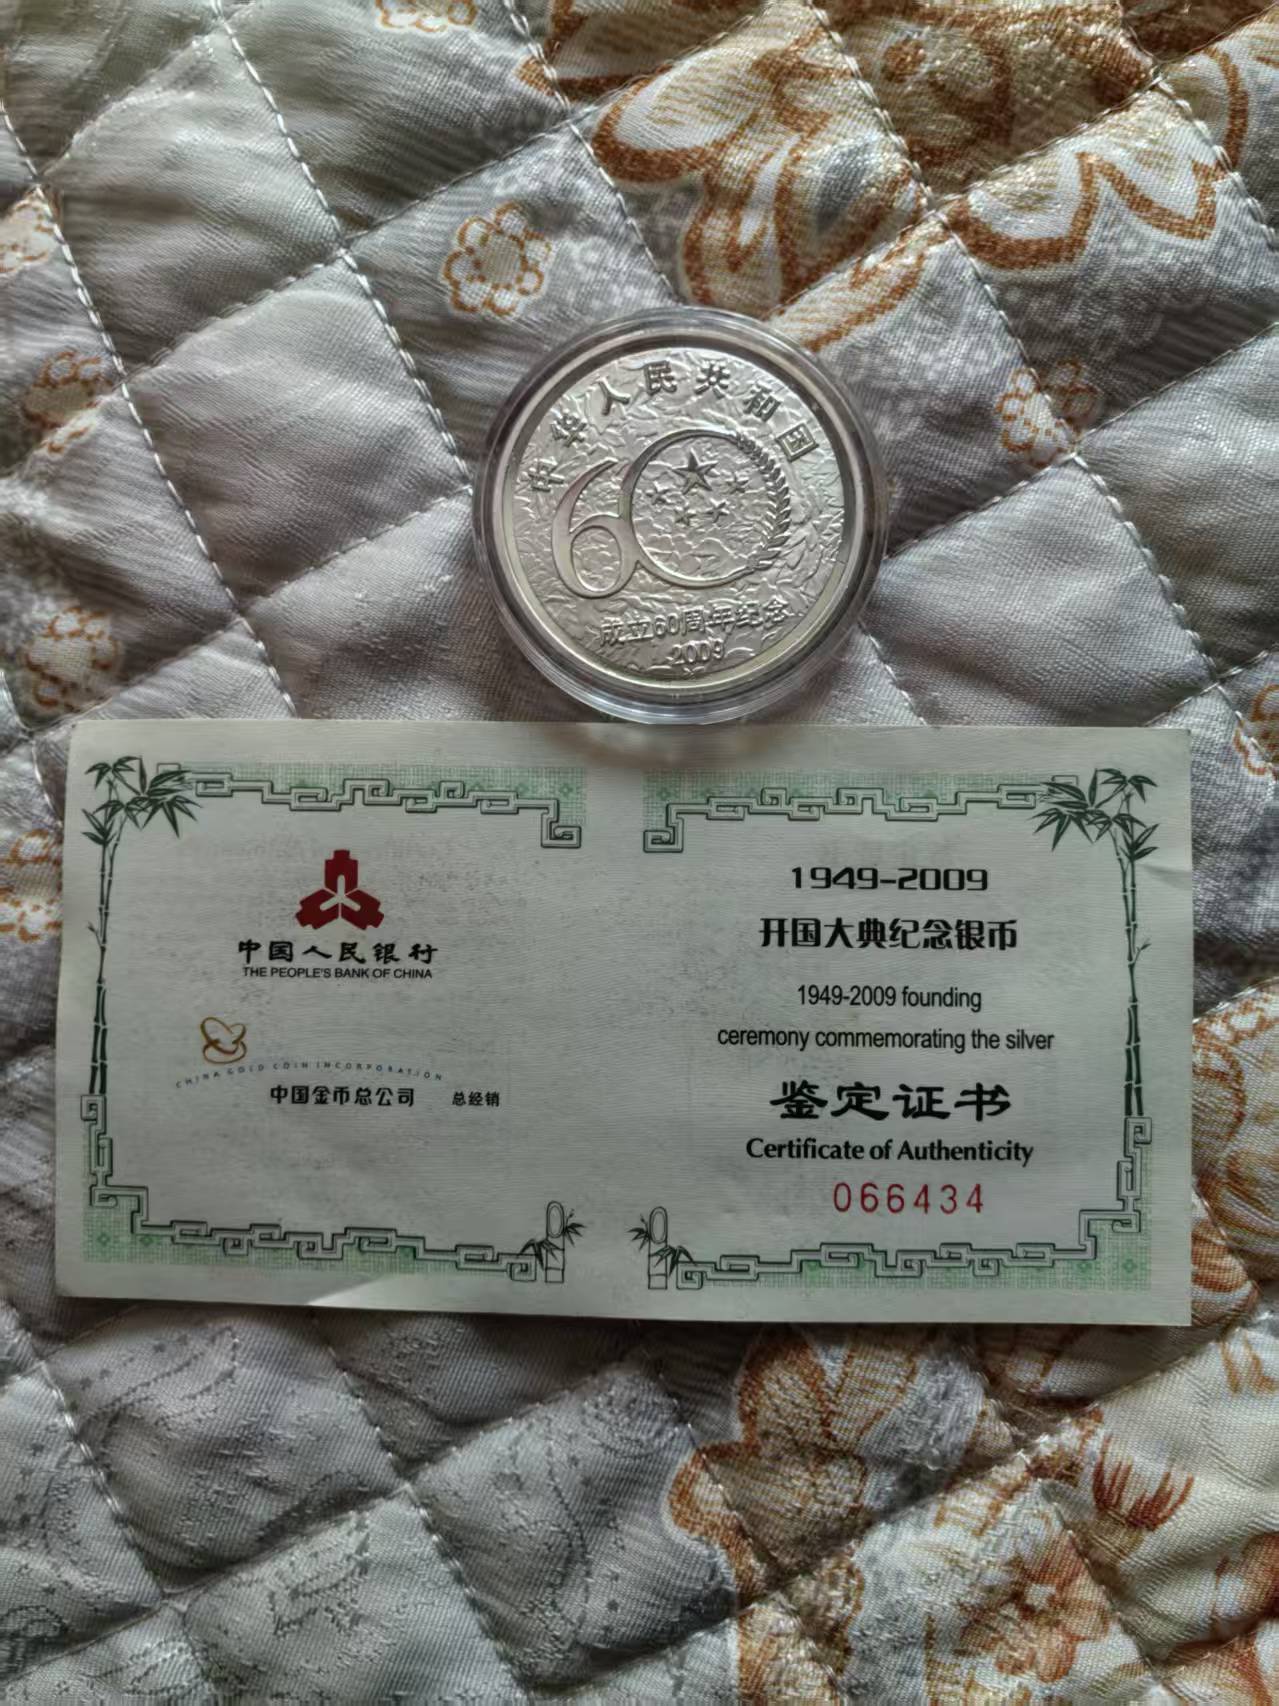 中华人民共和国
60
成立60周年纪念
2009
中国人民银行
THE PEOPLE'S BANK OF CHINA
CHINA GOLD COIN INCORPORATION
中国金币总公司 总经销
1949-2009
开国大典纪念银币
1949-2009 founding
ceremony commemorating the silver
鉴定证书
Certificate of Authenticity
066434